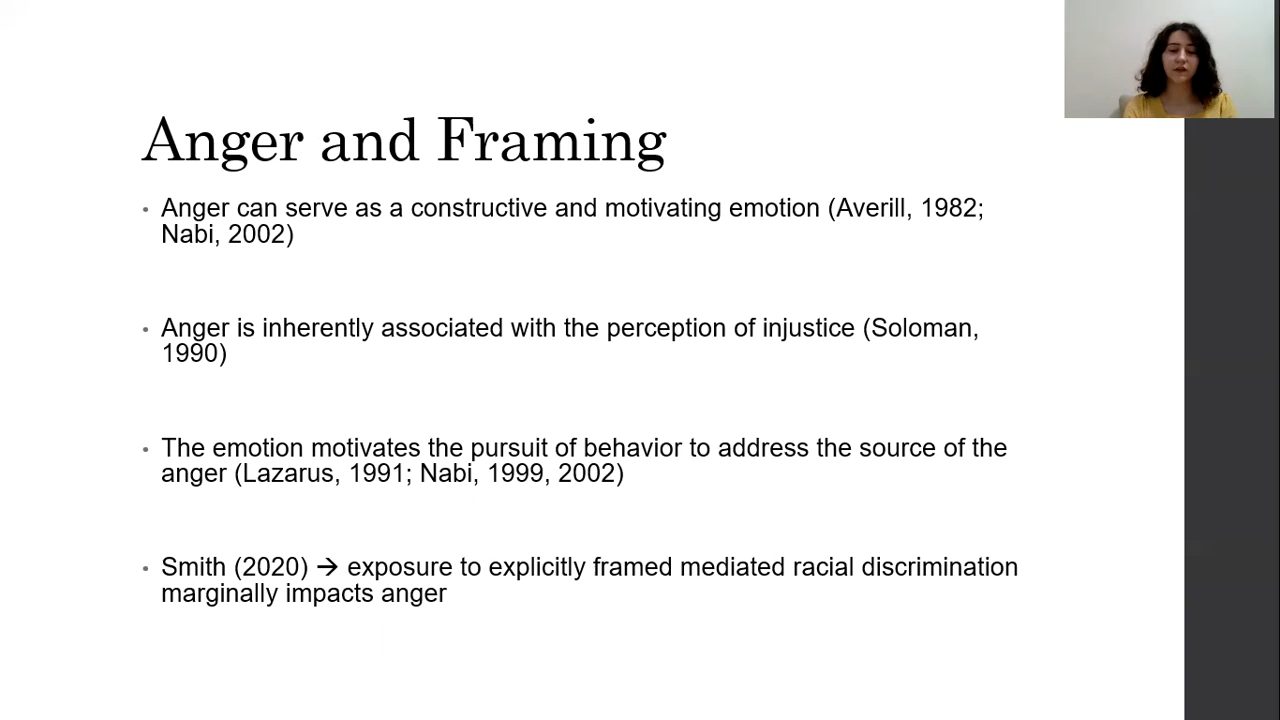 Anger and Framing
• Anger can serve as a constructive and motivating emotion (Averill, 1982;
Nabi, 2002)
• Anger is inherently associated with the perception of injustice (Soloman,
1990)
• The emotion motivates the pursuit of behavior to address the source of the
anger (Lazarus, 1991; Nabi, 1999, 2002)
• Smith (2020) → exposure to explicitly framed mediated racial discrimination
marginally impacts anger